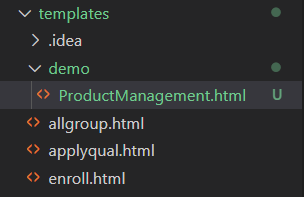 templates
.idea
demo
ProductManagement.html U
allgroup.html
applyqual.html
enroll.html